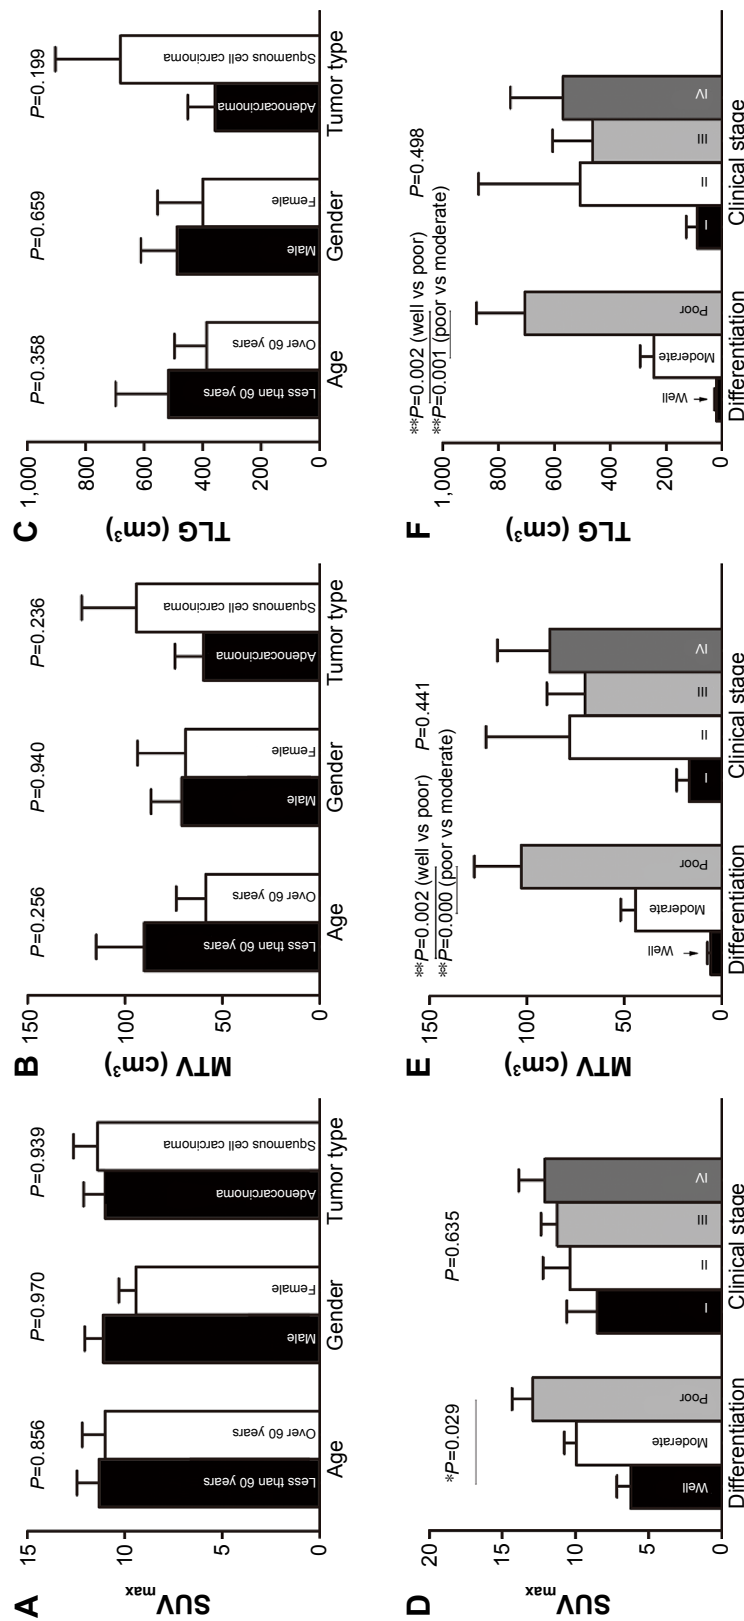 A
SUVmax
15
10
5
0
P=0.856
P=0.970
P=0.939
Less than 60 years
Over 60 years
Male
Female
Adenocarcinoma
Squamous cell carcinoma
Age
Gender
Tumor type
B
MTV (cm³)
150
100
50
0
P=0.256
P=0.940
P=0.236
Less than 60 years
Over 60 years
Male
Female
Adenocarcinoma
Squamous cell carcinoma
Age
Gender
Tumor type
C
TLG (cm³)
1,000
800
600
400
200
0
P=0.358
P=0.659
P=0.199
Less than 60 years
Over 60 years
Male
Female
Adenocarcinoma
Squamous cell carcinoma
Age
Gender
Tumor type
D
SUVmax
20
15
10
5
0
*P=0.029
P=0.635
Well
Moderate
Poor
I
II
III
IV
Differentiation
Clinical stage
E
MTV (cm³)
150
100
50
0
**P=0.002 (well vs poor)
**P=0.000 (poor vs moderate)
P=0.441
Well
Moderate
Poor
I
II
III
IV
Differentiation
Clinical stage
F
TLG (cm³)
1,000
800
600
400
200
0
**P=0.002 (well vs poor)
**P=0.001 (poor vs moderate)
P=0.498
Well
Moderate
Poor
I
II
III
IV
Differentiation
Clinical stage